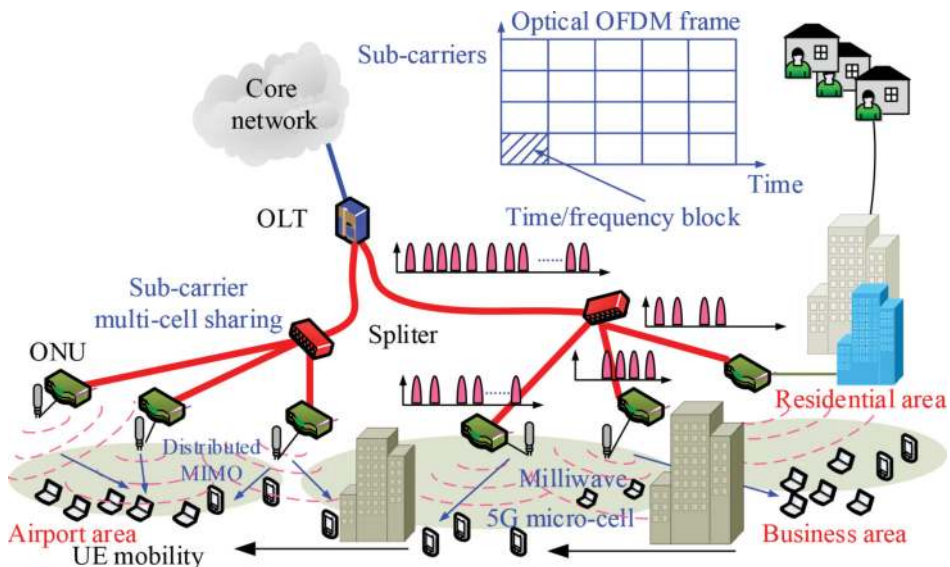 Optical OFDM frame
Sub-carriers
Core
network
Time
Time/frequency block
OLT
Sub-carrier
multi-cell sharing
Spliter
ONU
Residential area
Distributed
MIMO
Milliwave
5G micro-cell
Airport area
Business area
UE mobility